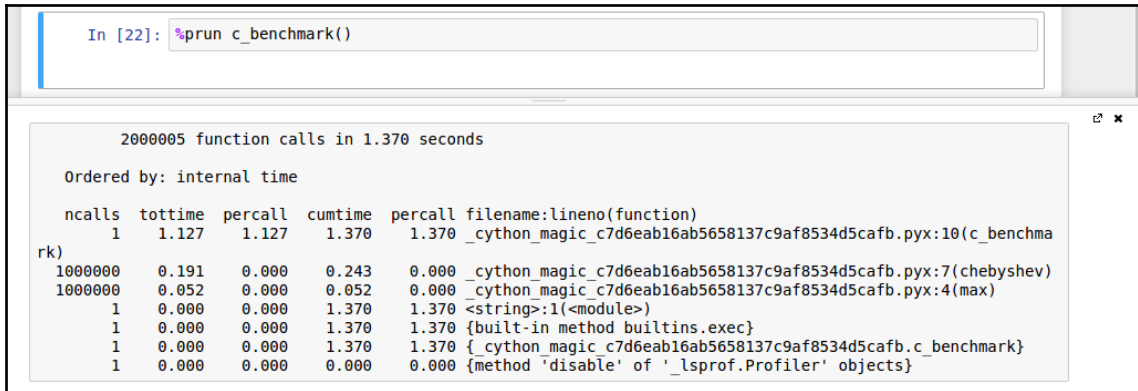 In [22]: %prun c_benchmark()
2000005 function calls in 1.370 seconds
Ordered by: internal time
ncalls tottime percall cumtime percall filename:lineno(function)
1 1.127 1.127 1.370 1.370 _cython_magic_c7d6eab16ab5658137c9af8534d5cafb.pyx:10(c_benchma
rk)
1000000 0.191 0.000 0.243 0.000 _cython_magic_c7d6eab16ab5658137c9af8534d5cafb.pyx:7(chebyshev)
1000000 0.052 0.000 0.052 0.000 _cython_magic_c7d6eab16ab5658137c9af8534d5cafb.pyx:4(max)
1 0.000 0.000 1.370 1.370 <string>:1(<module>)
1 0.000 0.000 1.370 1.370 {built-in method builtins.exec}
1 0.000 0.000 1.370 1.370 {_cython_magic_c7d6eab16ab5658137c9af8534d5cafb.c_benchmark}
1 0.000 0.000 0.000 0.000 {method 'disable' of '_lsprof.Profiler' objects}